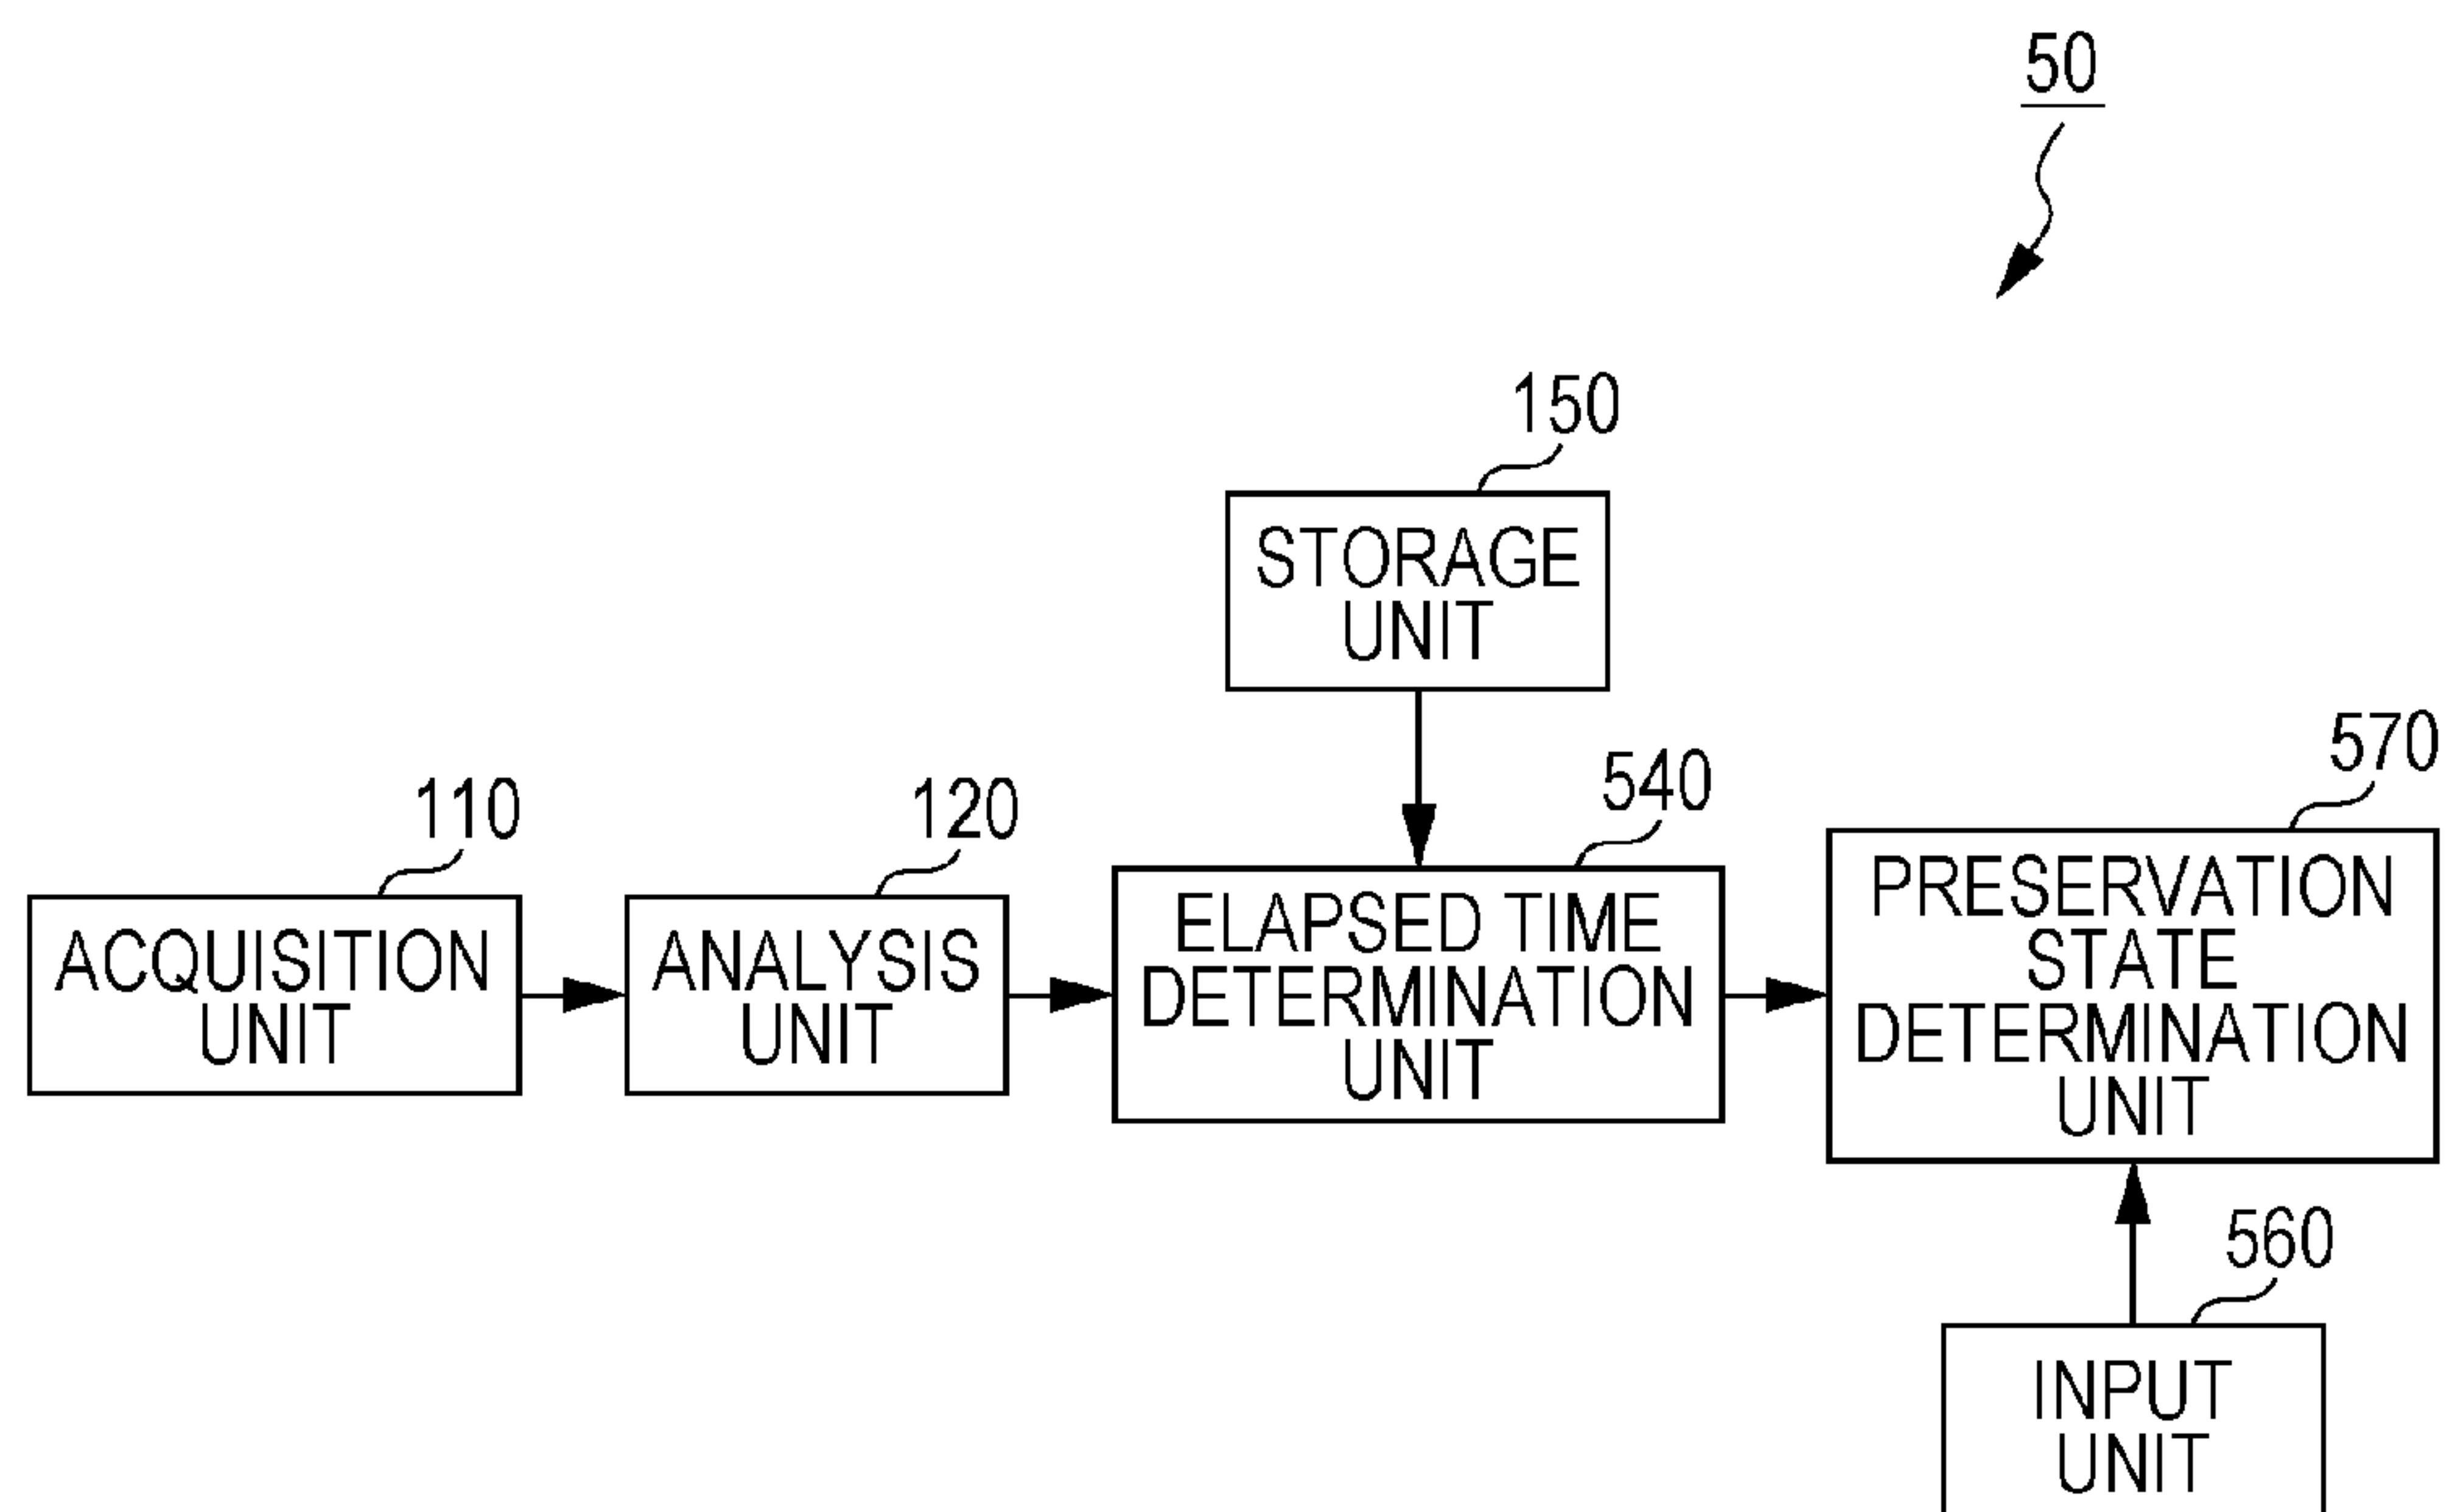 50
150
STORAGE
UNIT
110
ACQUISITION
UNIT
120
ANALYSIS
UNIT
540
ELAPSED TIME
DETERMINATION
UNIT
570
PRESERVATION
STATE
DETERMINATION
UNIT
560
INPUT
UNIT